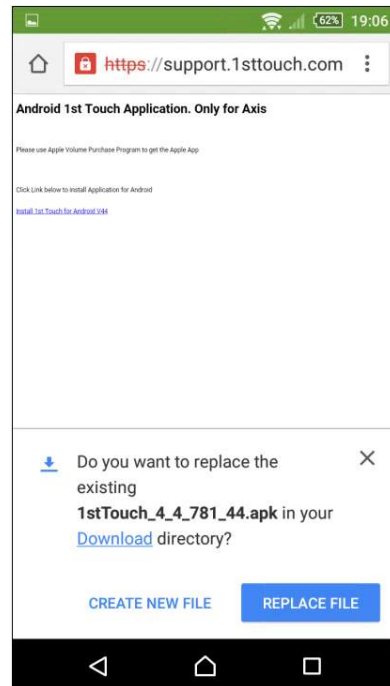 62% 19:06
https://support.1sttouch.com
Android 1st Touch Application. Only for Axis
Please use Apple Volume Purchase Program to get the Apple App
Click Link below to install Application for Android
Install 1st Touch for Android V44
Do you want to replace the
existing
1stTouch_4_4_781_44.apk in your
Download directory?
CREATE NEW FILE REPLACE FILE